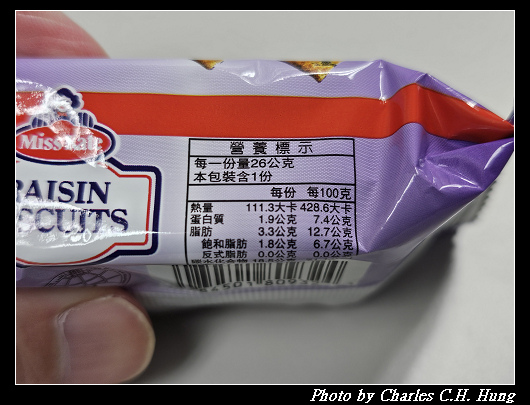 RAISIN
營養標示
每一份量26公克
本包裝含1份
每份 每100克
熱量 111.3大卡 428.6大卡
蛋白質 1.9公克 7.4公克
脂肪 3.3公克 12.7公克
飽和脂肪 1.8公克 6.7公克
反式脂肪 0.0公克 0.0公克
Photo by Charles C.H. Hung